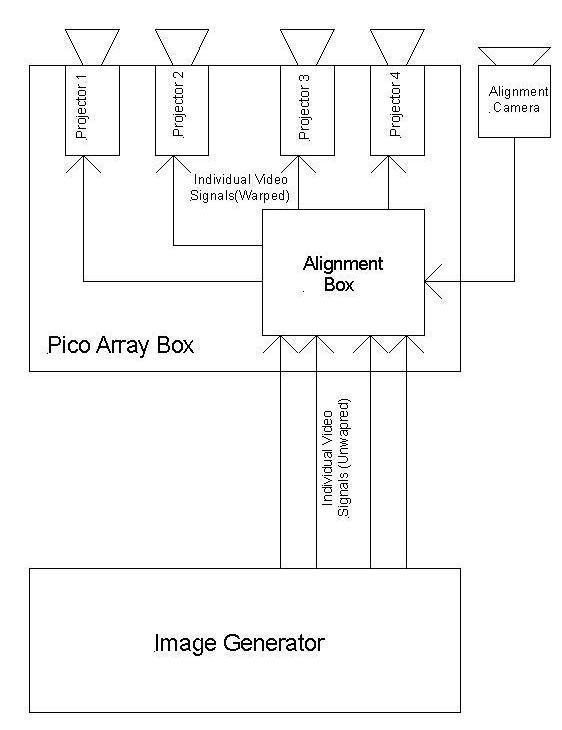 Projector 1
Projector 2
Projector 3
Projector 4
Alignment
Camera
Individual Video
Signals(Warped)
Alignment
Box
Pico Array Box
Individual Video
Signals (Unwapred)
Image Generator